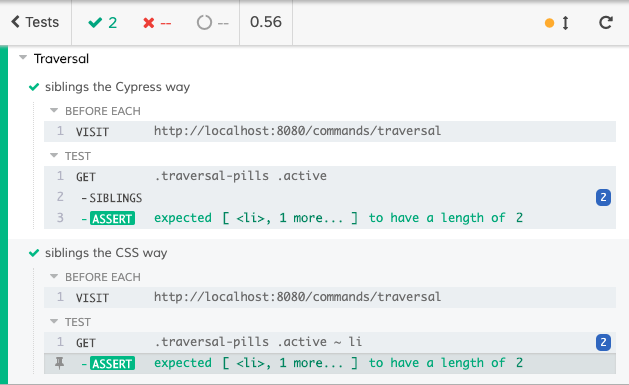 Tests 2 -- -- 0.56
Traversal
siblings the Cypress way
BEFORE EACH
1 VISIT http://localhost:8080/commands/traversal
TEST
1 GET .traversal-pills .active
2 -SIBLINGS 2
3 -ASSERT expected [ <li>, 1 more... ] to have a length of 2
siblings the CSS way
BEFORE EACH
1 VISIT http://localhost:8080/commands/traversal
TEST
1 GET .traversal-pills .active ~ li 2
-ASSERT expected [ <li>, 1 more... ] to have a length of 2